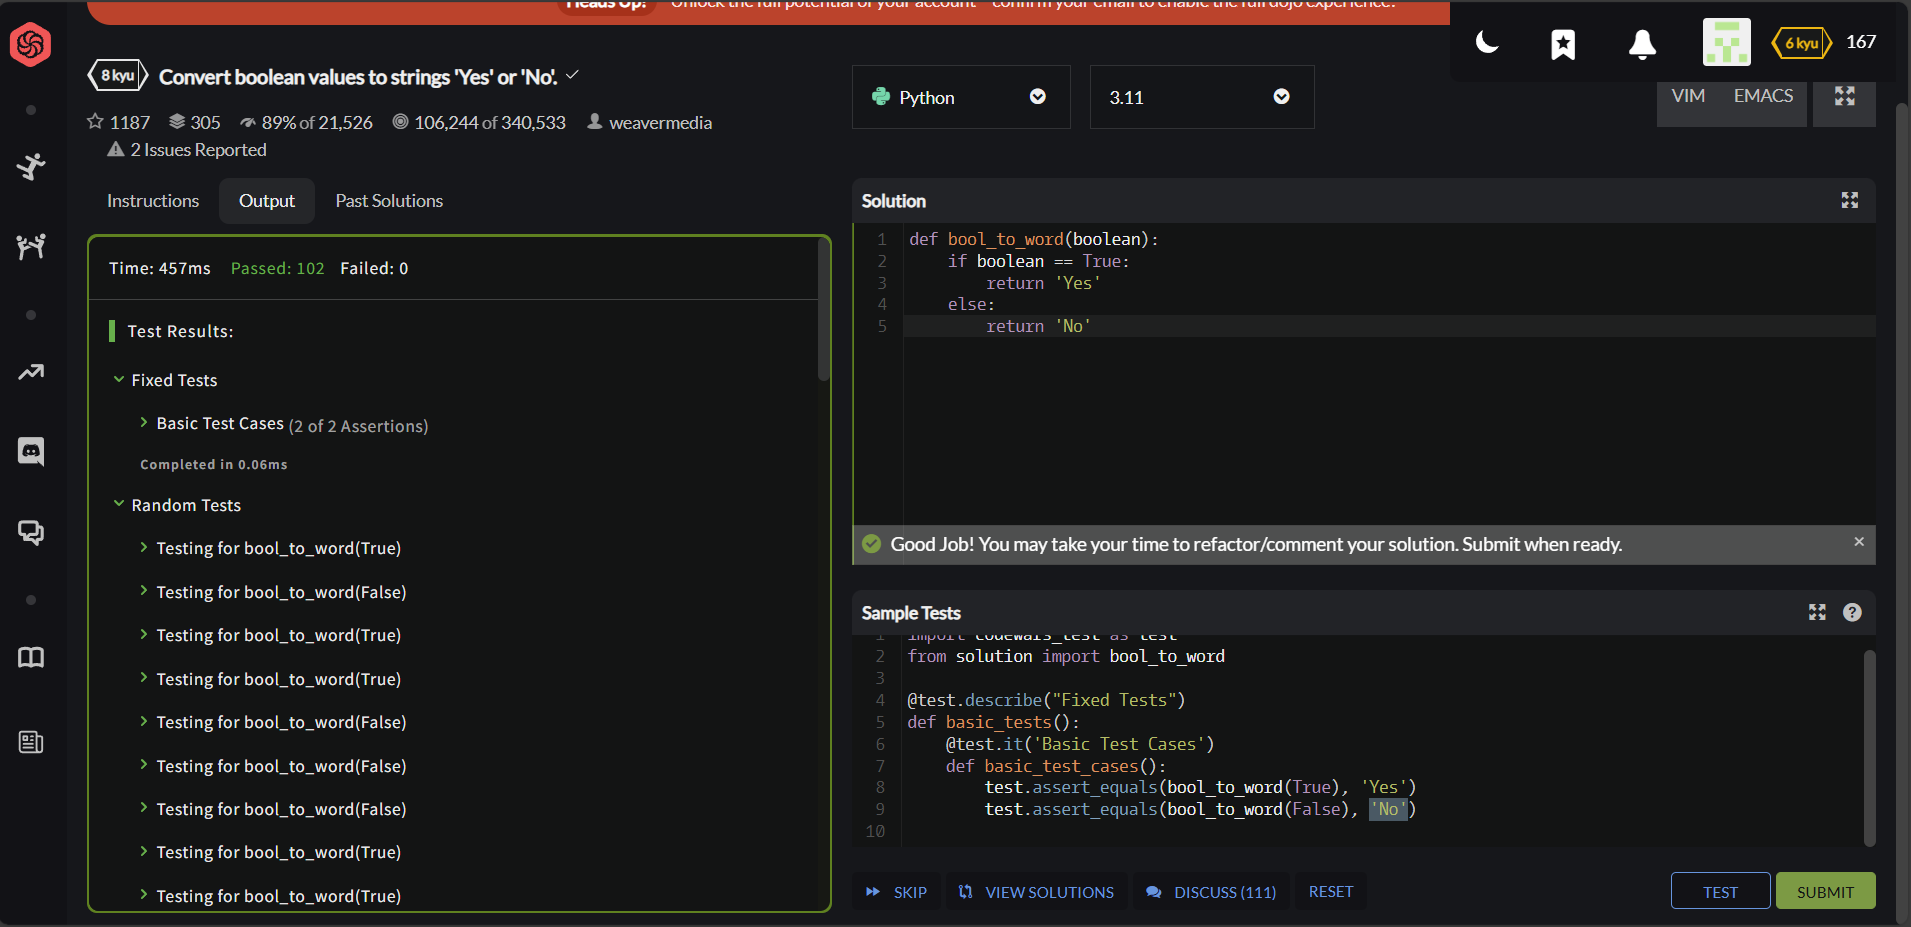 Heads Up! Unlock the full potential of your account - confirm your email to enable the full dojo experience.
6 kyu 167
8 kyu Convert boolean values to strings 'Yes' or 'No'.
1187 305 89% of 21,526 106,244 of 340,533 weavermedia
2 Issues Reported
Python 3.11 VIM EMACS
Instructions Output Past Solutions
Time: 457ms Passed: 102 Failed: 0
Test Results:
Fixed Tests
Basic Test Cases (2 of 2 Assertions)
Completed in 0.06ms
Random Tests
Testing for bool_to_word(True)
Testing for bool_to_word(False)
Testing for bool_to_word(True)
Testing for bool_to_word(True)
Testing for bool_to_word(False)
Testing for bool_to_word(False)
Testing for bool_to_word(False)
Testing for bool_to_word(True)
Testing for bool_to_word(True)
Solution
1 def bool_to_word(boolean):
2 if boolean == True:
3 return 'Yes'
4 else:
5 return 'No'
Good Job! You may take your time to refactor/comment your solution. Submit when ready.
Sample Tests
1 import codewars_test as test
2 from solution import bool_to_word
3
4 @test.describe("Fixed Tests")
5 def basic_tests():
6 @test.it('Basic Test Cases')
7 def basic_test_cases():
8 test.assert_equals(bool_to_word(True), 'Yes')
9 test.assert_equals(bool_to_word(False), 'No')
10
SKIP VIEW SOLUTIONS DISCUSS (111) RESET TEST SUBMIT